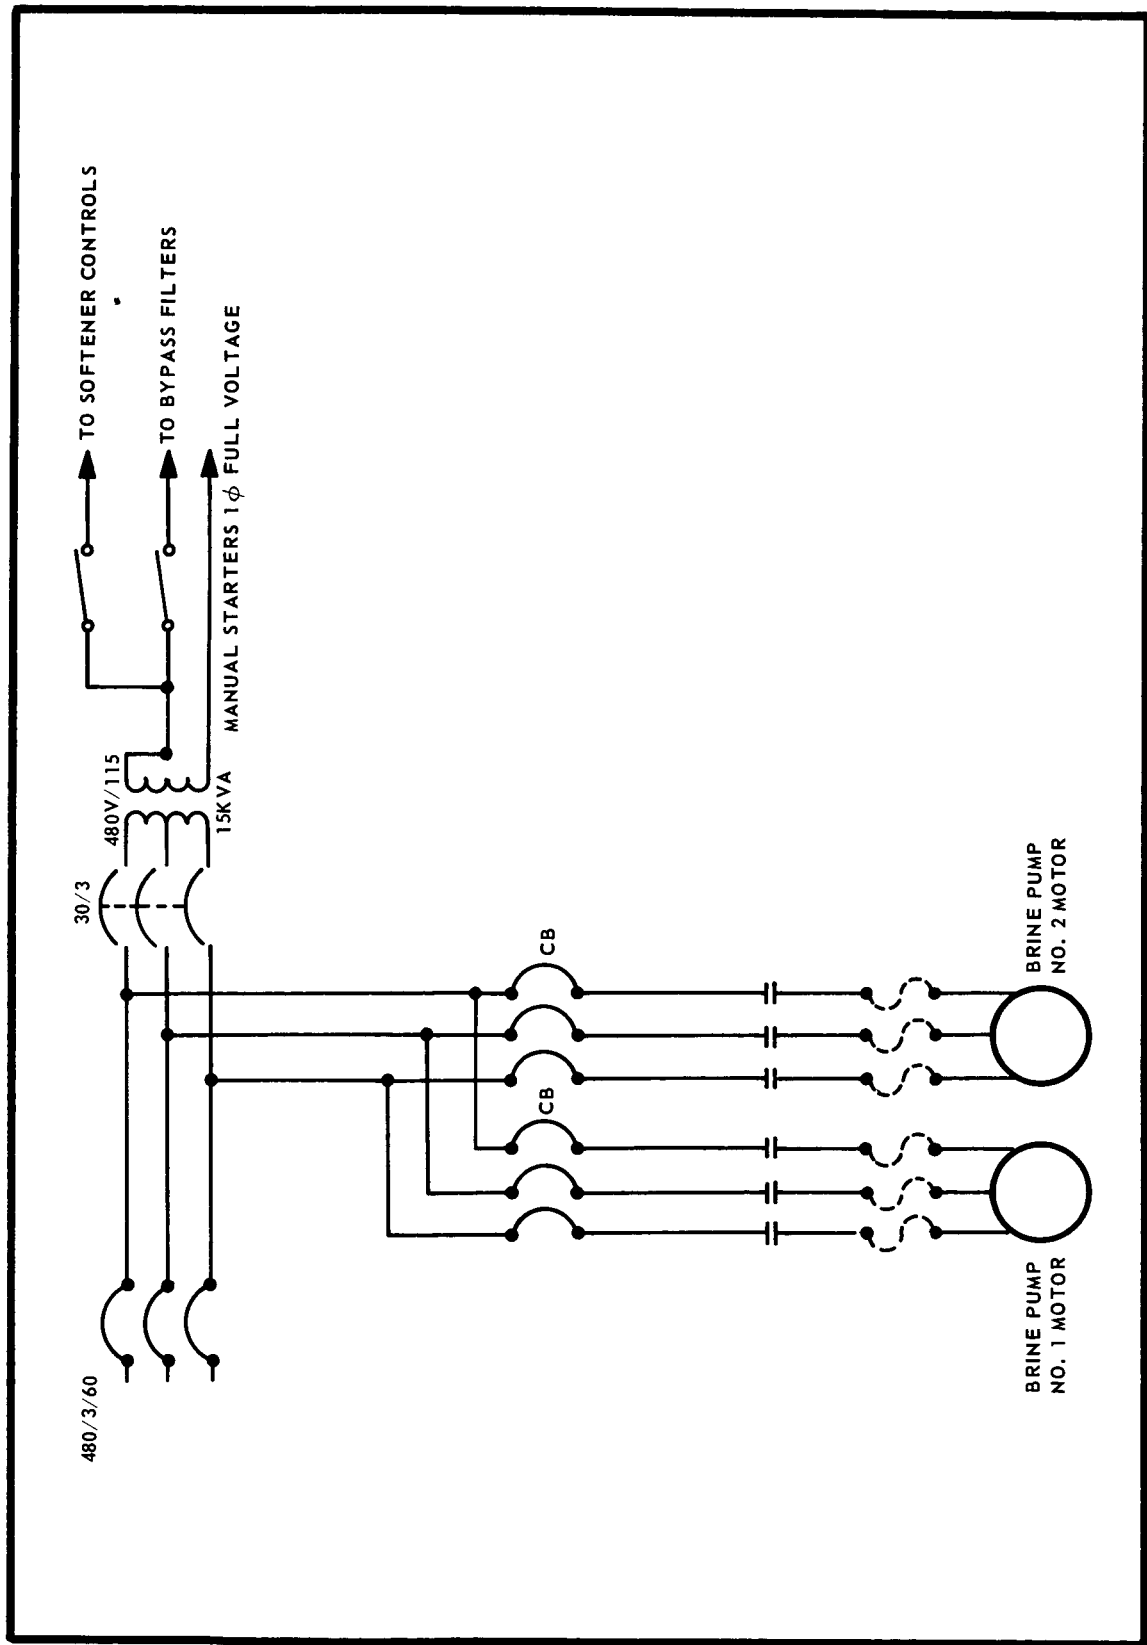 480/3/60
30/3
480V/115
15KVA
TO SOFTENER CONTROLS
TO BYPASS FILTERS
MANUAL STARTERS 1ϕ FULL VOLTAGE
CB
CB
BRINE PUMP
NO. 1 MOTOR
BRINE PUMP
NO. 2 MOTOR